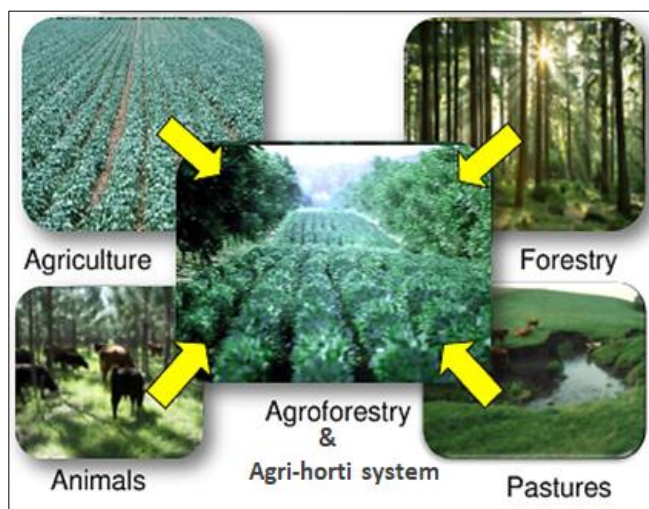 Agriculture
Forestry
Agroforestry
&
Agri-horti system
Animals
Pastures